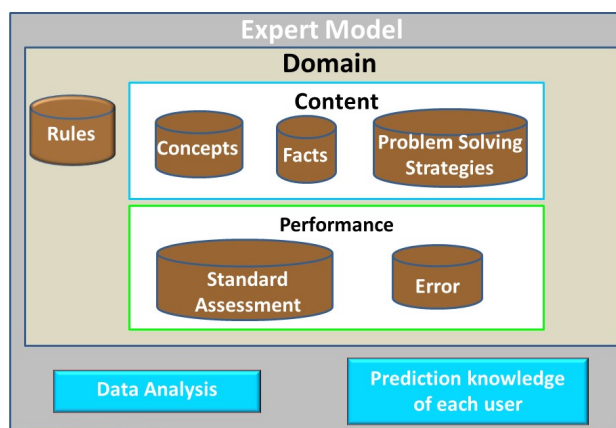 Expert Model
Domain
Content
Rules
Concepts
Facts
Problem Solving
Strategies
Performance
Standard
Assessment
Error
Data Analysis
Prediction knowledge
of each user